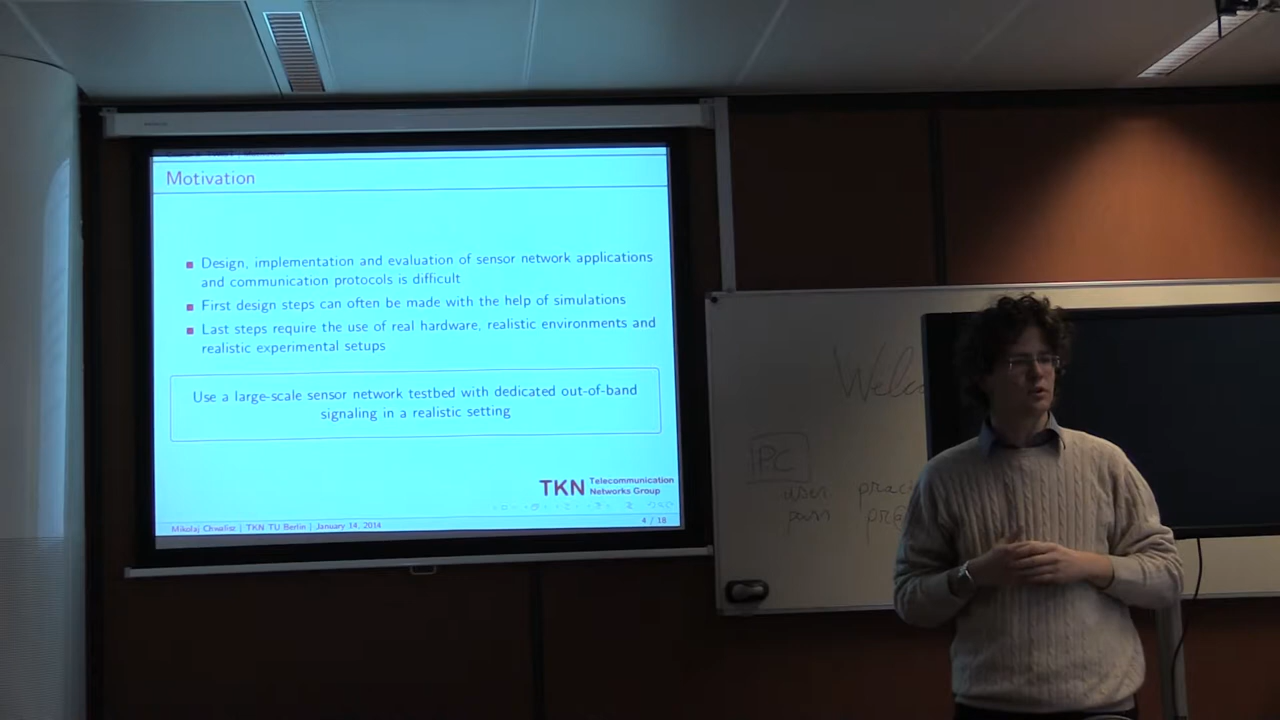 Motivation
Design, implementation and evaluation of sensor network applications
and communication protocols is difficult
First design steps can often be made with the help of simulations
Last steps require the use of real hardware, realistic environments and
realistic experimental setups
Use a large-scale sensor network testbed with dedicated out-of-band
signaling in a realistic setting
TKN Telecommunication
Networks Group
Mikolaj Chwalisz | TKN TU Berlin | January 14, 2014
4 / 18
PC
user